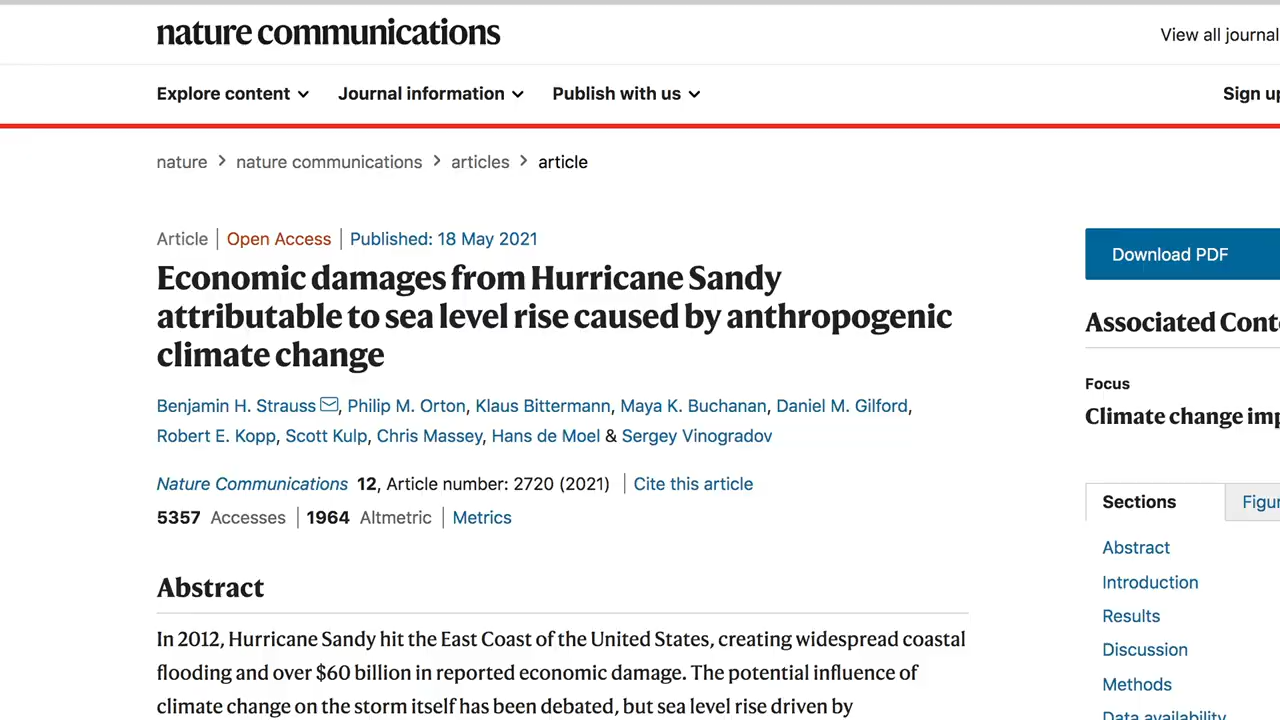 nature communications
View all journal
Explore content
Journal information
Publish with us
Sign up
nature > nature communications > articles > article
Article | Open Access | Published: 18 May 2021
Economic damages from Hurricane Sandy
attributable to sea level rise caused by anthropogenic
climate change
Benjamin H. Strauss, Philip M. Orton, Klaus Bittermann, Maya K. Buchanan, Daniel M. Gilford,
Robert E. Kopp, Scott Kulp, Chris Massey, Hans de Moel & Sergey Vinogradov
Nature Communications 12, Article number: 2720 (2021) | Cite this article
5357 Accesses | 1964 Altmetric | Metrics
Abstract
In 2012, Hurricane Sandy hit the East Coast of the United States, creating widespread coastal
flooding and over $60 billion in reported economic damage. The potential influence of
climate change on the storm itself has been debated, but sea level rise driven by
Download PDF
Associated Cont
Focus
Climate change imp
Sections
Figur
Abstract
Introduction
Results
Discussion
Methods
Data availability